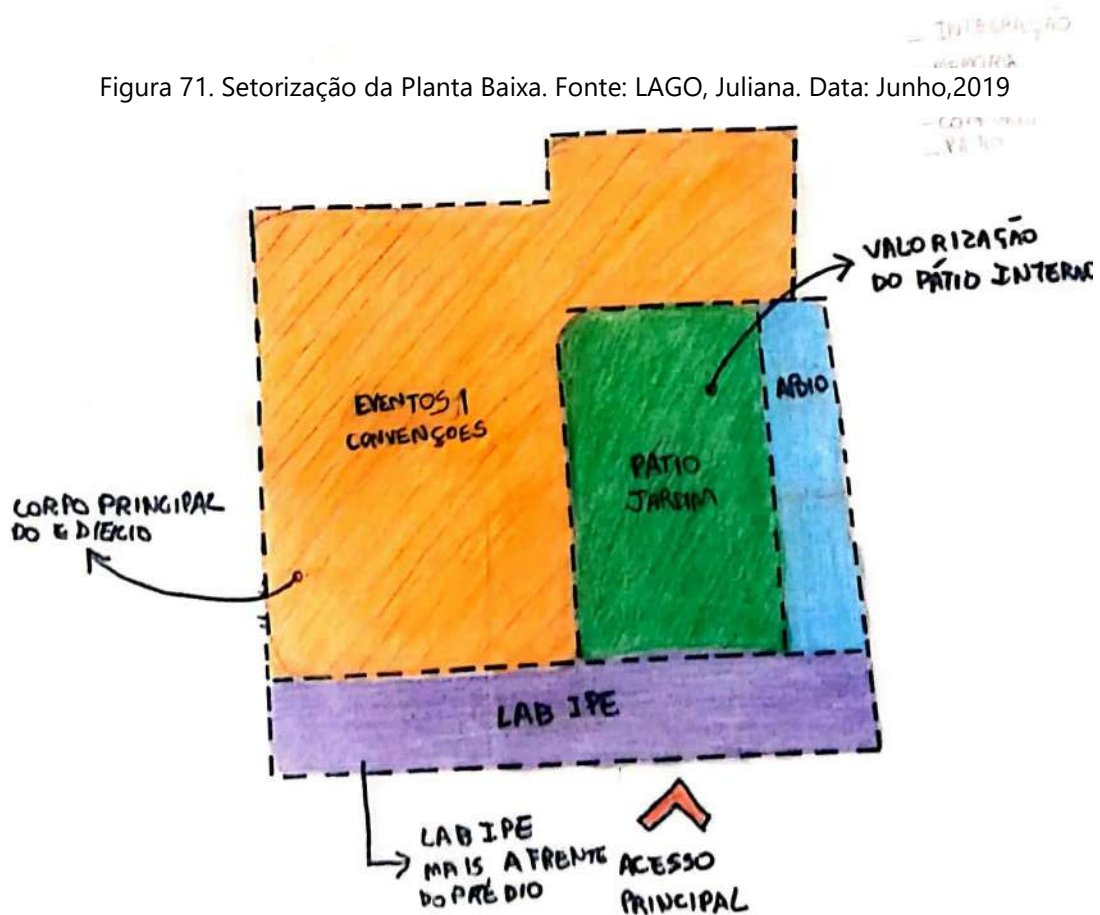 Figura 71. Setorização da Planta Baixa. Fonte: LAGO, Juliana. Data: Junho,2019
VALORIZAÇÃO
DO PÁTIO INTERNO
APOIO
EVENTOS /
CONVENÇÕES
PÁTIO
JARDIM
CORPO PRINCIPAL
DO EDIFICIO
LAB IPE
LAB IPE
MAIS A FRENTE
DO PRÉDIO
ACESSO
PRINCIPAL